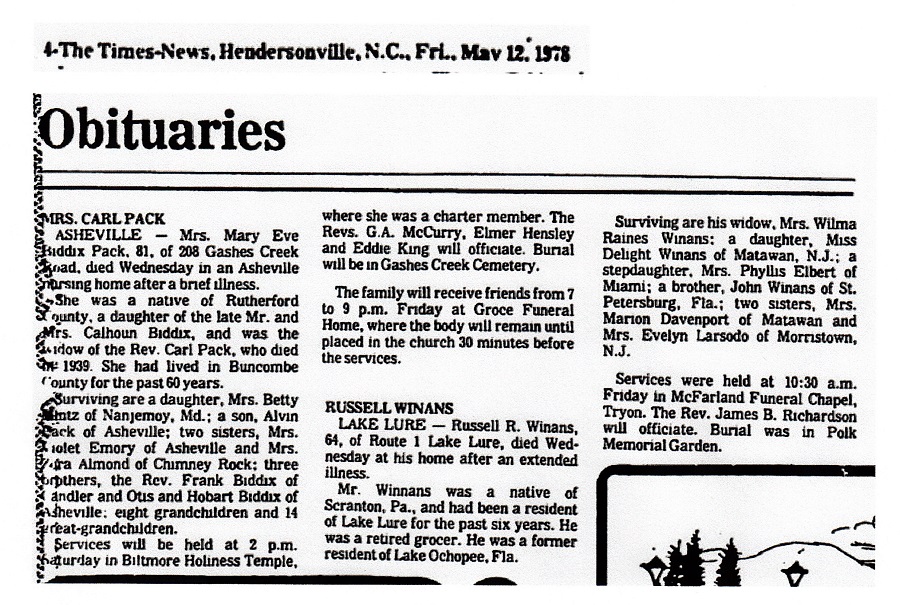 4-The Times-News, Hendersonville, N.C., Fri., May 12, 1978
Obituaries
MRS. CARL PACK
ASHEVILLE — Mrs. Mary Eve
Biddix Pack, 81, of 208 Gashes Creek
Road, died Wednesday in an Asheville
nursing home after a brief illness.
She was a native of Rutherford
County, a daughter of the late Mr. and
Mrs. Calhoun Biddix, and was the
widow of the Rev. Carl Pack, who died
in 1939. She had lived in Buncombe
County for the past 60 years.
Surviving are a daughter, Mrs. Betty
of Nanjemoy, Md.; a son, Alvin
Pack of Asheville; two sisters, Mrs.
Violet Emory of Asheville and Mrs.
Almond of Chimney Rock; three
brothers, the Rev. Frank Biddix of
Candler and Otis and Hobart Biddix of
Asheville; eight grandchildren and 14
great-grandchildren.
Services will be held at 2 p.m.
Saturday in Biltmore Holiness Temple,
where she was a charter member. The
Revs. G.A. McCurry, Elmer Hensley
and Eddie King will officiate. Burial
will be in Gashes Creek Cemetery.
The family will receive friends from 7
to 9 p.m. Friday at Groce Funeral
Home, where the body will remain until
placed in the church 30 minutes before
the services.
RUSSELL WINANS
LAKE LURE — Russell R. Winans,
64, of Route 1 Lake Lure, died Wed-
nesday at his home after an extended
illness.
Mr. Winnans was a native of
Scranton, Pa., and had been a resident
of Lake Lure for the past six years. He
was a retired grocer. He was a former
resident of Lake Ochopee, Fla.
Surviving are his widow, Mrs. Wilma
Raines Winans; a daughter, Miss
Delight Winans of Matawan, N.J.; a
stepdaughter, Mrs. Phyllis Elbert of
Miami; a brother, John Winans of St.
Petersburg, Fla.; two sisters, Mrs.
Marion Davenport of Matawan and
Mrs. Evelyn Larsodo of Morristown,
N.J.
Services were held at 10:30 a.m.
Friday in McFarland Funeral Chapel,
Tryon. The Rev. James B. Richardson
will officiate. Burial was in Polk
Memorial Garden.